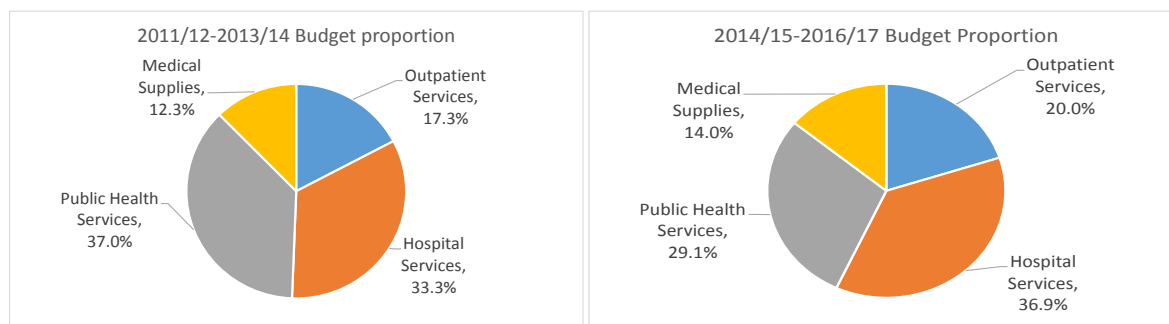 2011/12-2013/14 Budget proportion
Medical
Supplies,
12.3%
Outpatient
Services,
17.3%
Public Health
Services,
37.0%
Hospital
Services,
33.3%
2014/15-2016/17 Budget Proportion
Medical
Supplies,
14.0%
Outpatient
Services,
20.0%
Public Health
Services,
29.1%
Hospital
Services,
36.9%